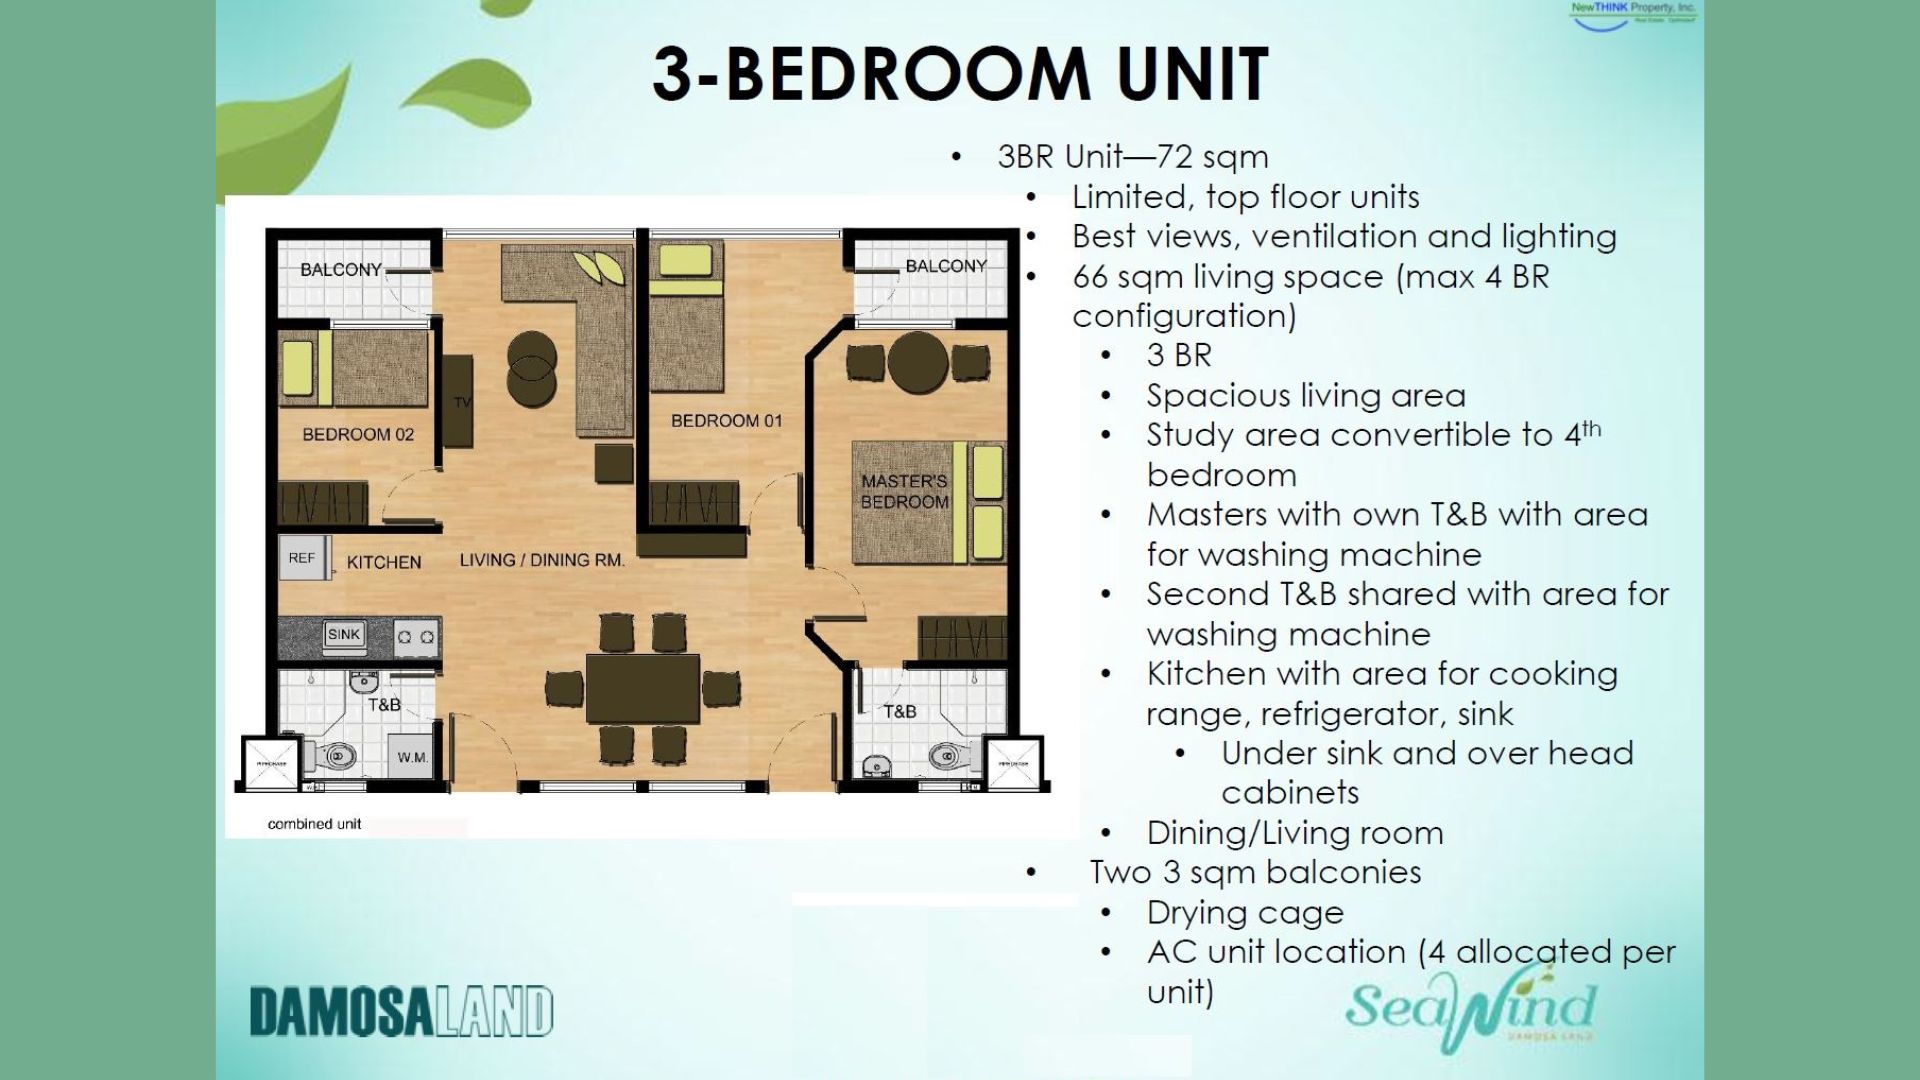 NewTHINK Property, Inc.
Real Estate. Optimized!
3-BEDROOM UNIT
• 3BR Unit—72 sqm
• Limited, top floor units
• Best views, ventilation and lighting
• 66 sqm living space (max 4 BR
configuration)
• 3 BR
• Spacious living area
• Study area convertible to 4th
bedroom
• Masters with own T&B with area
for washing machine
• Second T&B shared with area for
washing machine
• Kitchen with area for cooking
range, refrigerator, sink
• Under sink and over head
cabinets
• Dining/Living room
• Two 3 sqm balconies
• Drying cage
• AC unit location (4 allocated per
unit)
BALCONY
BALCONY
TV
BEDROOM 02
BEDROOM 01
MASTER'S
BEDROOM
REF
KITCHEN
LIVING / DINING RM.
SINK
T&B
T&B
W.M.
combined unit
DAMOSALAND
SeaWind
DAMOSA LAND